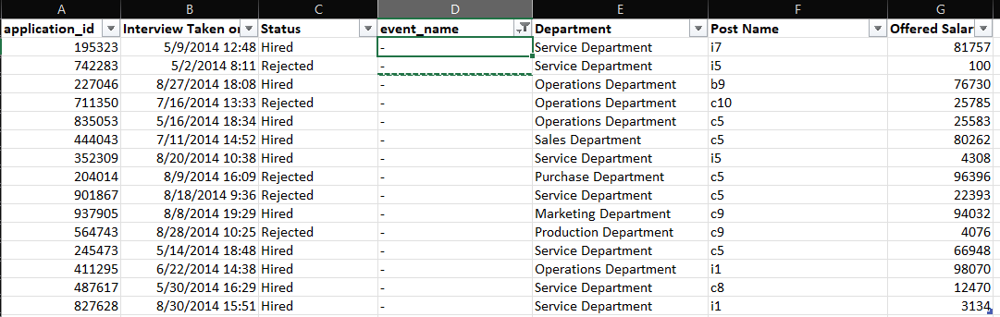 A B C D E F G
application_id Interview Taken on Status event_name Department Post Name Offered Salar
195323 5/9/2014 12:48 Hired - Service Department i7 81757
742283 5/2/2014 8:11 Rejected - Service Department i5 100
227046 8/27/2014 18:08 Hired - Operations Department b9 76730
711350 7/16/2014 13:33 Rejected - Operations Department c10 25785
835053 5/16/2014 18:34 Hired - Operations Department c5 25583
444043 7/11/2014 14:52 Hired - Sales Department c5 80262
352309 8/20/2014 10:38 Hired - Service Department i5 4308
204014 8/9/2014 16:09 Rejected - Purchase Department c5 96396
901867 8/18/2014 9:36 Rejected - Service Department c5 22393
937905 8/8/2014 19:29 Hired - Marketing Department c9 94032
564743 8/28/2014 10:25 Rejected - Production Department c9 4076
245473 5/14/2014 18:48 Hired - Service Department c5 66948
411295 6/22/2014 14:38 Hired - Operations Department i1 98070
487617 5/30/2014 16:29 Hired - Service Department c8 12470
827628 8/30/2014 15:51 Hired - Service Department i1 3134